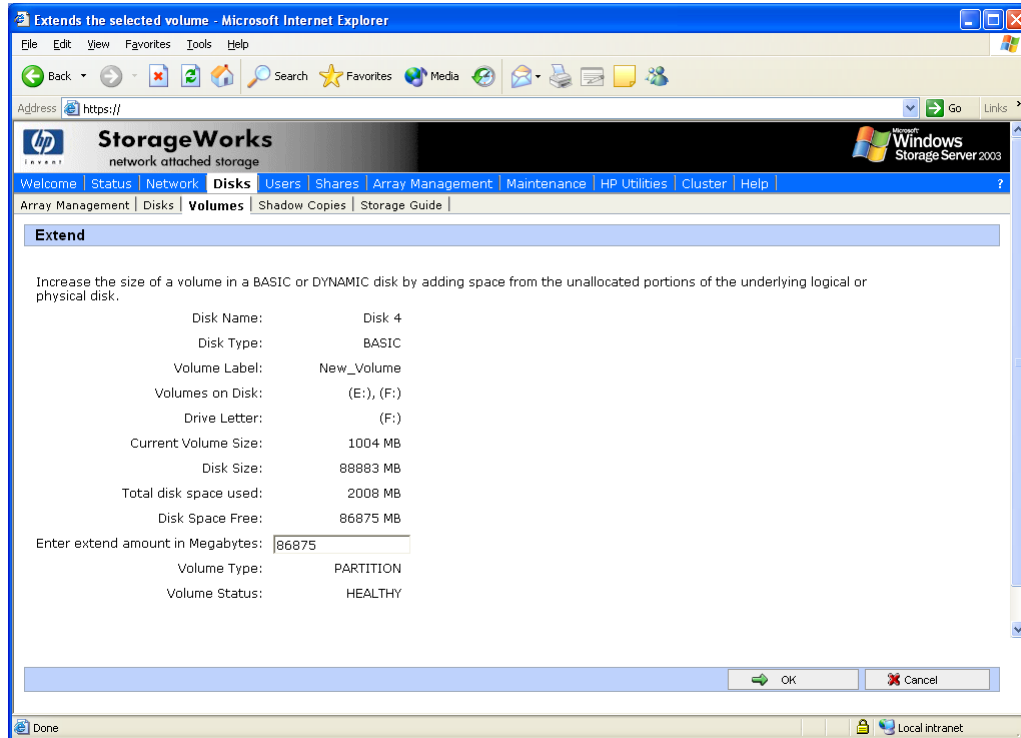 Extends the selected volume - Microsoft Internet Explorer
File Edit View Favorites Tools Help
Back Search Favorites Media
Address https:// Go Links
hp
invent
StorageWorks
network attached storage
Microsoft
Windows
Storage Server 2003
Welcome | Status | Network | Disks | Users | Shares | Array Management | Maintenance | HP Utilities | Cluster | Help | ?
Array Management | Disks | Volumes | Shadow Copies | Storage Guide |
Extend
Increase the size of a volume in a BASIC or DYNAMIC disk by adding space from the unallocated portions of the underlying logical or
physical disk.
Disk Name: Disk 4
Disk Type: BASIC
Volume Label: New_Volume
Volumes on Disk: (E:), (F:)
Drive Letter: (F:)
Current Volume Size: 1004 MB
Disk Size: 88883 MB
Total disk space used: 2008 MB
Disk Space Free: 86875 MB
Enter extend amount in Megabytes: 86875
Volume Type: PARTITION
Volume Status: HEALTHY
OK Cancel
Done Local intranet